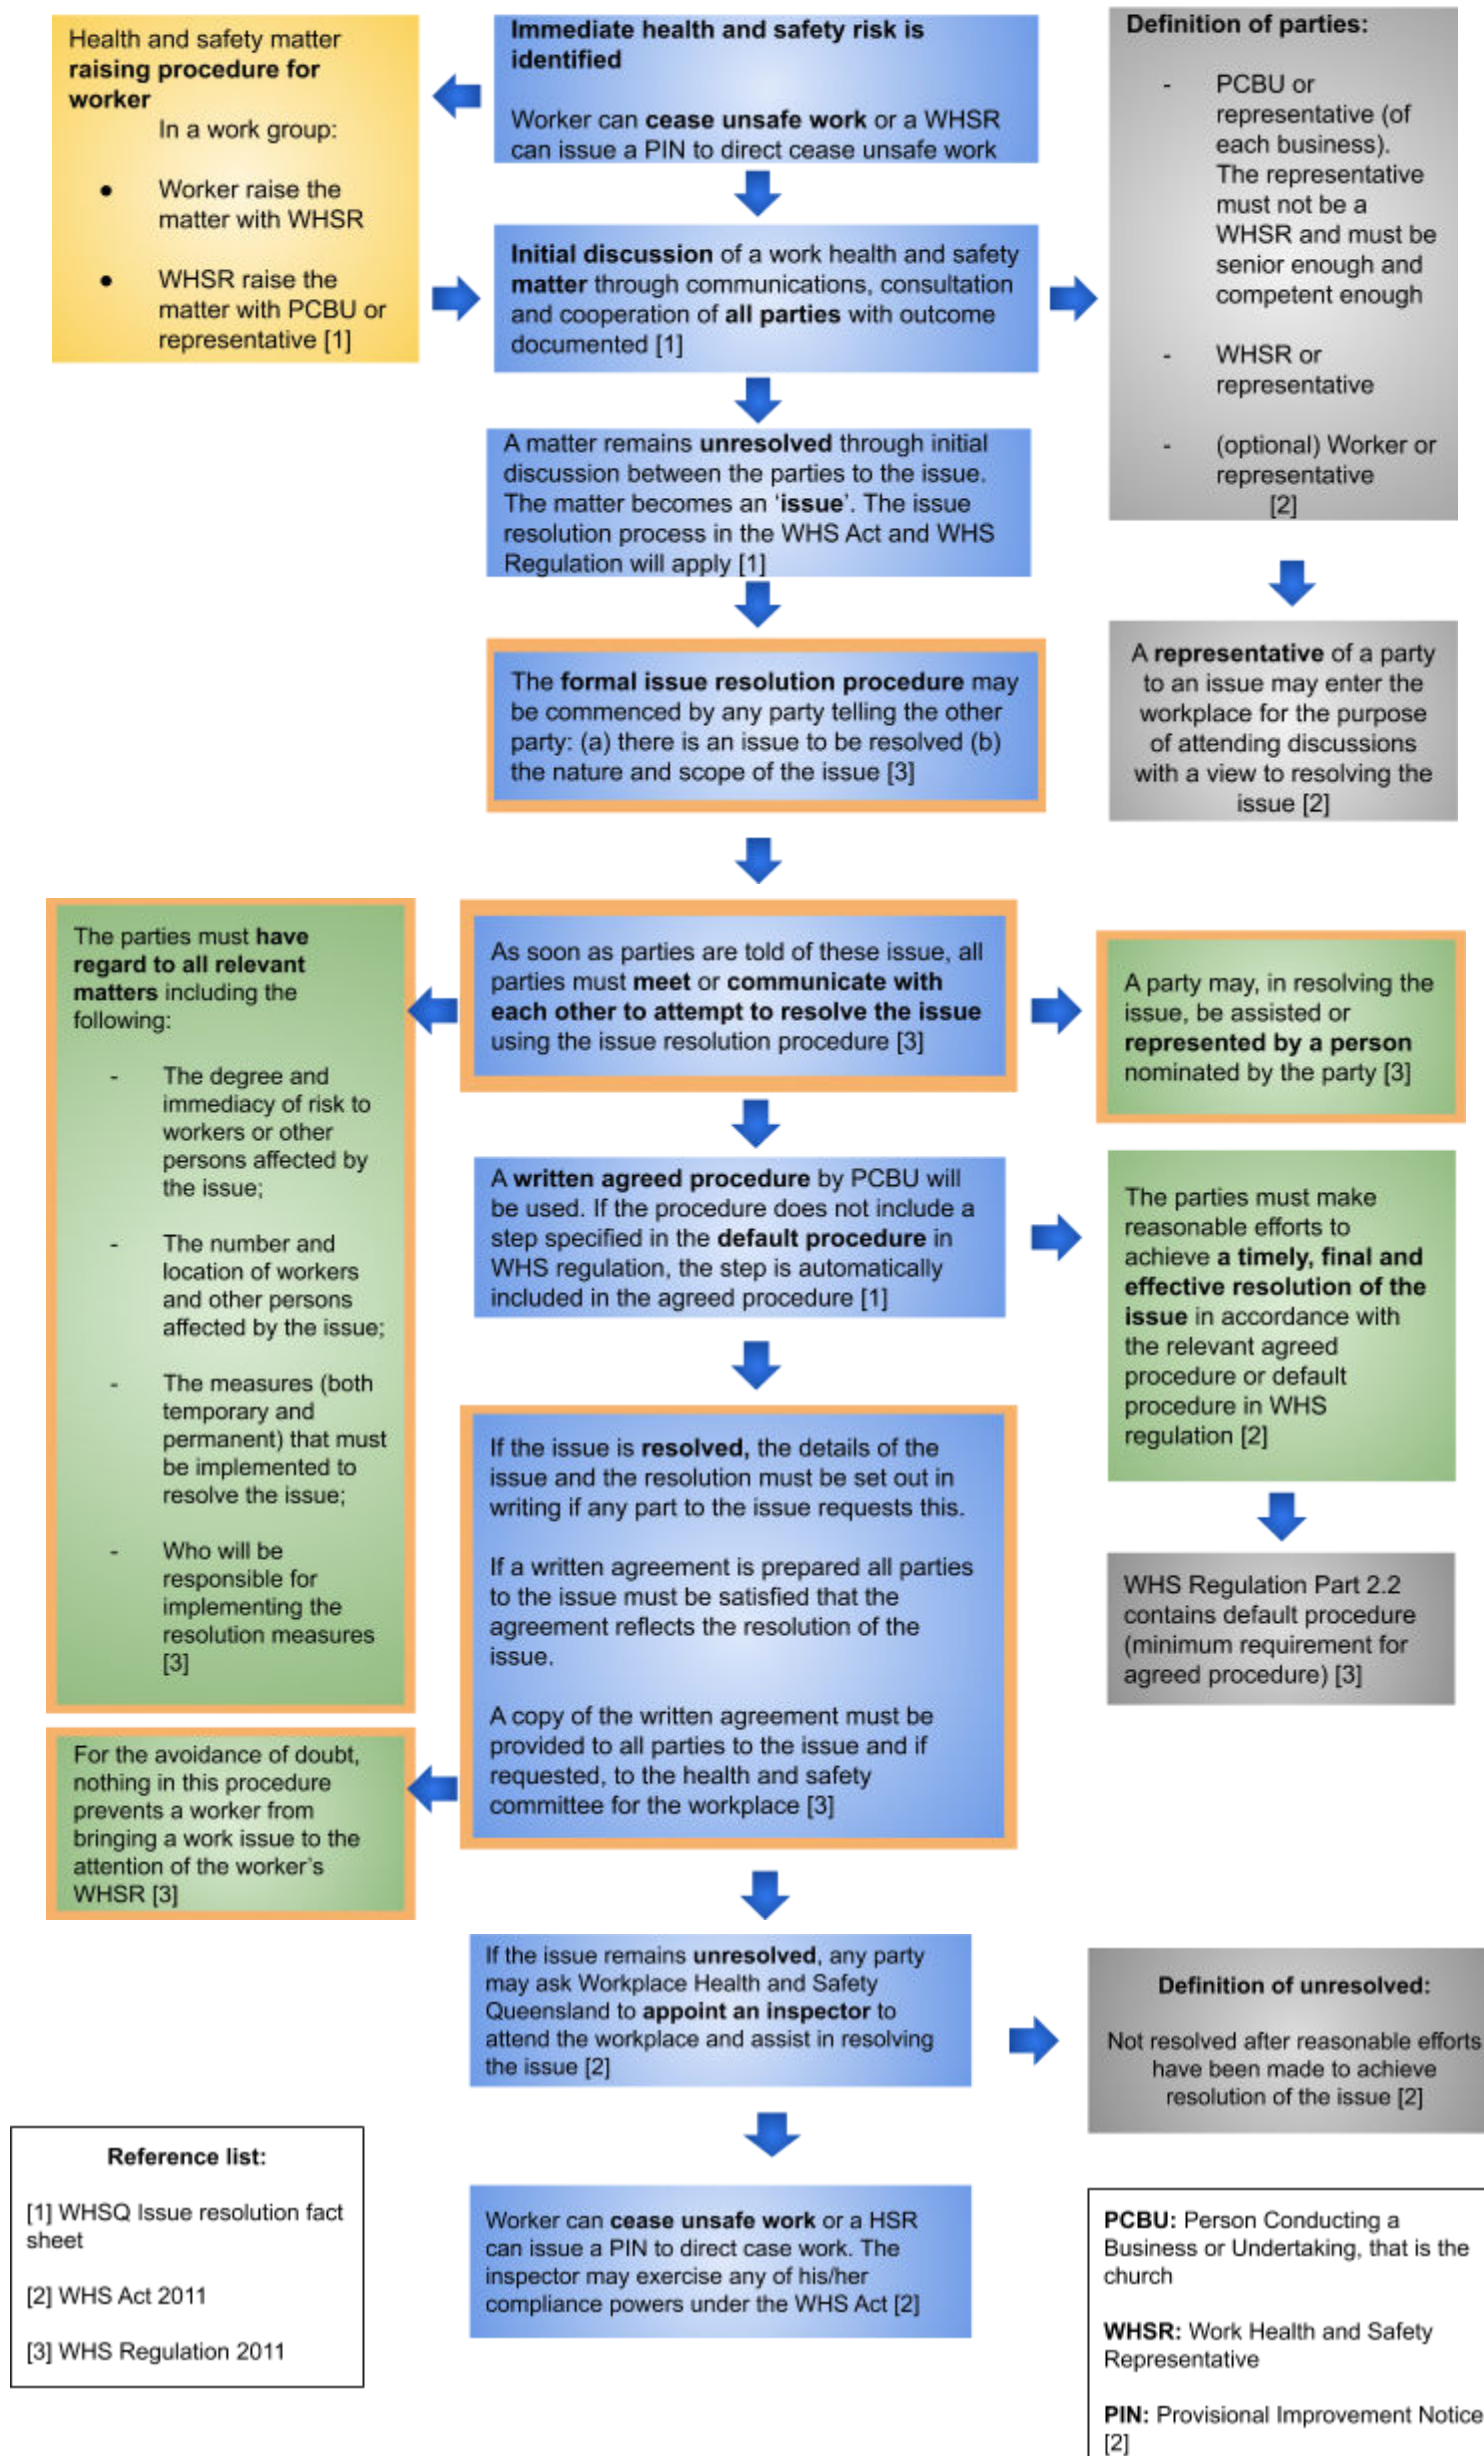 Health and safety matter
raising procedure for
worker
In a work group:
● Worker raise the
matter with WHSR
● WHSR raise the
matter with PCBU or
representative [1]
Immediate health and safety risk is
identified
Worker can cease unsafe work or a WHSR
can issue a PIN to direct cease unsafe work
Initial discussion of a work health and safety
matter through communications, consultation
and cooperation of all parties with outcome
documented [1]
Definition of parties:
- PCBU or
representative (of
each business).
The representative
must not be a
WHSR and must be
senior enough and
competent enough
- WHSR or
representative
- (optional) Worker or
representative
[2]
A matter remains unresolved through initial
discussion between the parties to the issue.
The matter becomes an ‘issue’. The issue
resolution process in the WHS Act and WHS
Regulation will apply [1]
A representative of a party
to an issue may enter the
workplace for the purpose
of attending discussions
with a view to resolving the
issue [2]
The formal issue resolution procedure may
be commenced by any party telling the other
party: (a) there is an issue to be resolved (b)
the nature and scope of the issue [3]
The parties must have
regard to all relevant
matters including the
following:
- The degree and
immediacy of risk to
workers or other
persons affected by
the issue;
- The number and
location of workers
and other persons
affected by the issue;
- The measures (both
temporary and
permanent) that must
be implemented to
resolve the issue;
- Who will be
responsible for
implementing the
resolution measures
[3]
As soon as parties are told of these issue, all
parties must meet or communicate with
each other to attempt to resolve the issue
using the issue resolution procedure [3]
A party may, in resolving the
issue, be assisted or
represented by a person
nominated by the party [3]
A written agreed procedure by PCBU will
be used. If the procedure does not include a
step specified in the default procedure in
WHS regulation, the step is automatically
included in the agreed procedure [1]
The parties must make
reasonable efforts to
achieve a timely, final and
effective resolution of the
issue in accordance with
the relevant agreed
procedure or default
procedure in WHS
regulation [2]
WHS Regulation Part 2.2
contains default procedure
(minimum requirement for
agreed procedure) [3]
If the issue is resolved, the details of the
issue and the resolution must be set out in
writing if any part to the issue requests this.
If a written agreement is prepared all parties
to the issue must be satisfied that the
agreement reflects the resolution of the
issue.
A copy of the written agreement must be
provided to all parties to the issue and if
requested, to the health and safety
committee for the workplace [3]
For the avoidance of doubt,
nothing in this procedure
prevents a worker from
bringing a work issue to the
attention of the worker’s
WHSR [3]
If the issue remains unresolved, any party
may ask Workplace Health and Safety
Queensland to appoint an inspector to
attend the workplace and assist in resolving
the issue [2]
Definition of unresolved:
Not resolved after reasonable efforts
have been made to achieve
resolution of the issue [2]
Worker can cease unsafe work or a HSR
can issue a PIN to direct case work. The
inspector may exercise any of his/her
compliance powers under the WHS Act [2]
Reference list:
[1] WHSQ Issue resolution fact
sheet
[2] WHS Act 2011
[3] WHS Regulation 2011
PCBU: Person Conducting a
Business or Undertaking, that is the
church
WHSR: Work Health and Safety
Representative
PIN: Provisional Improvement Notice
[2]